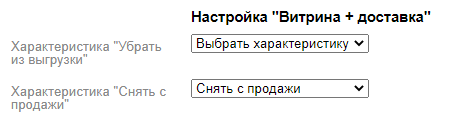 Настройка "Витрина + доставка"
Характеристика "Убрать
из выгрузки"
Выбрать характеристику
Характеристика "Снять с
продажи"
Снять с продажи